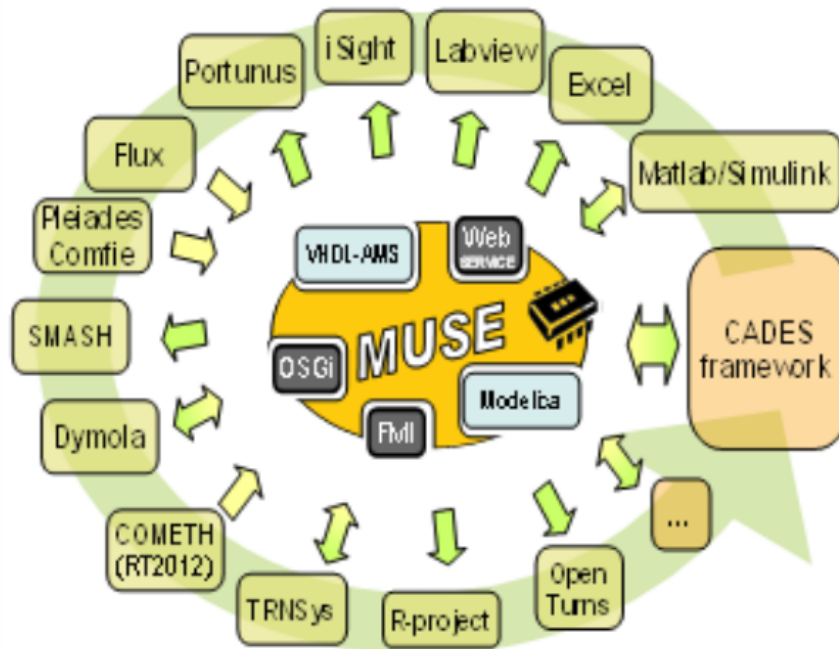 iSight
Labview
Portunus
Excel
Flux
Matlab/Simulink
Pleiades
Comfie
Web
SERVICE
VHDL-AMS
CADES
framework
SMASH
MUSE
OSGi
Modelica
FMI
Dymola
...
COMETH
(RT2012)
Open
Turns
TRNSys
R-project